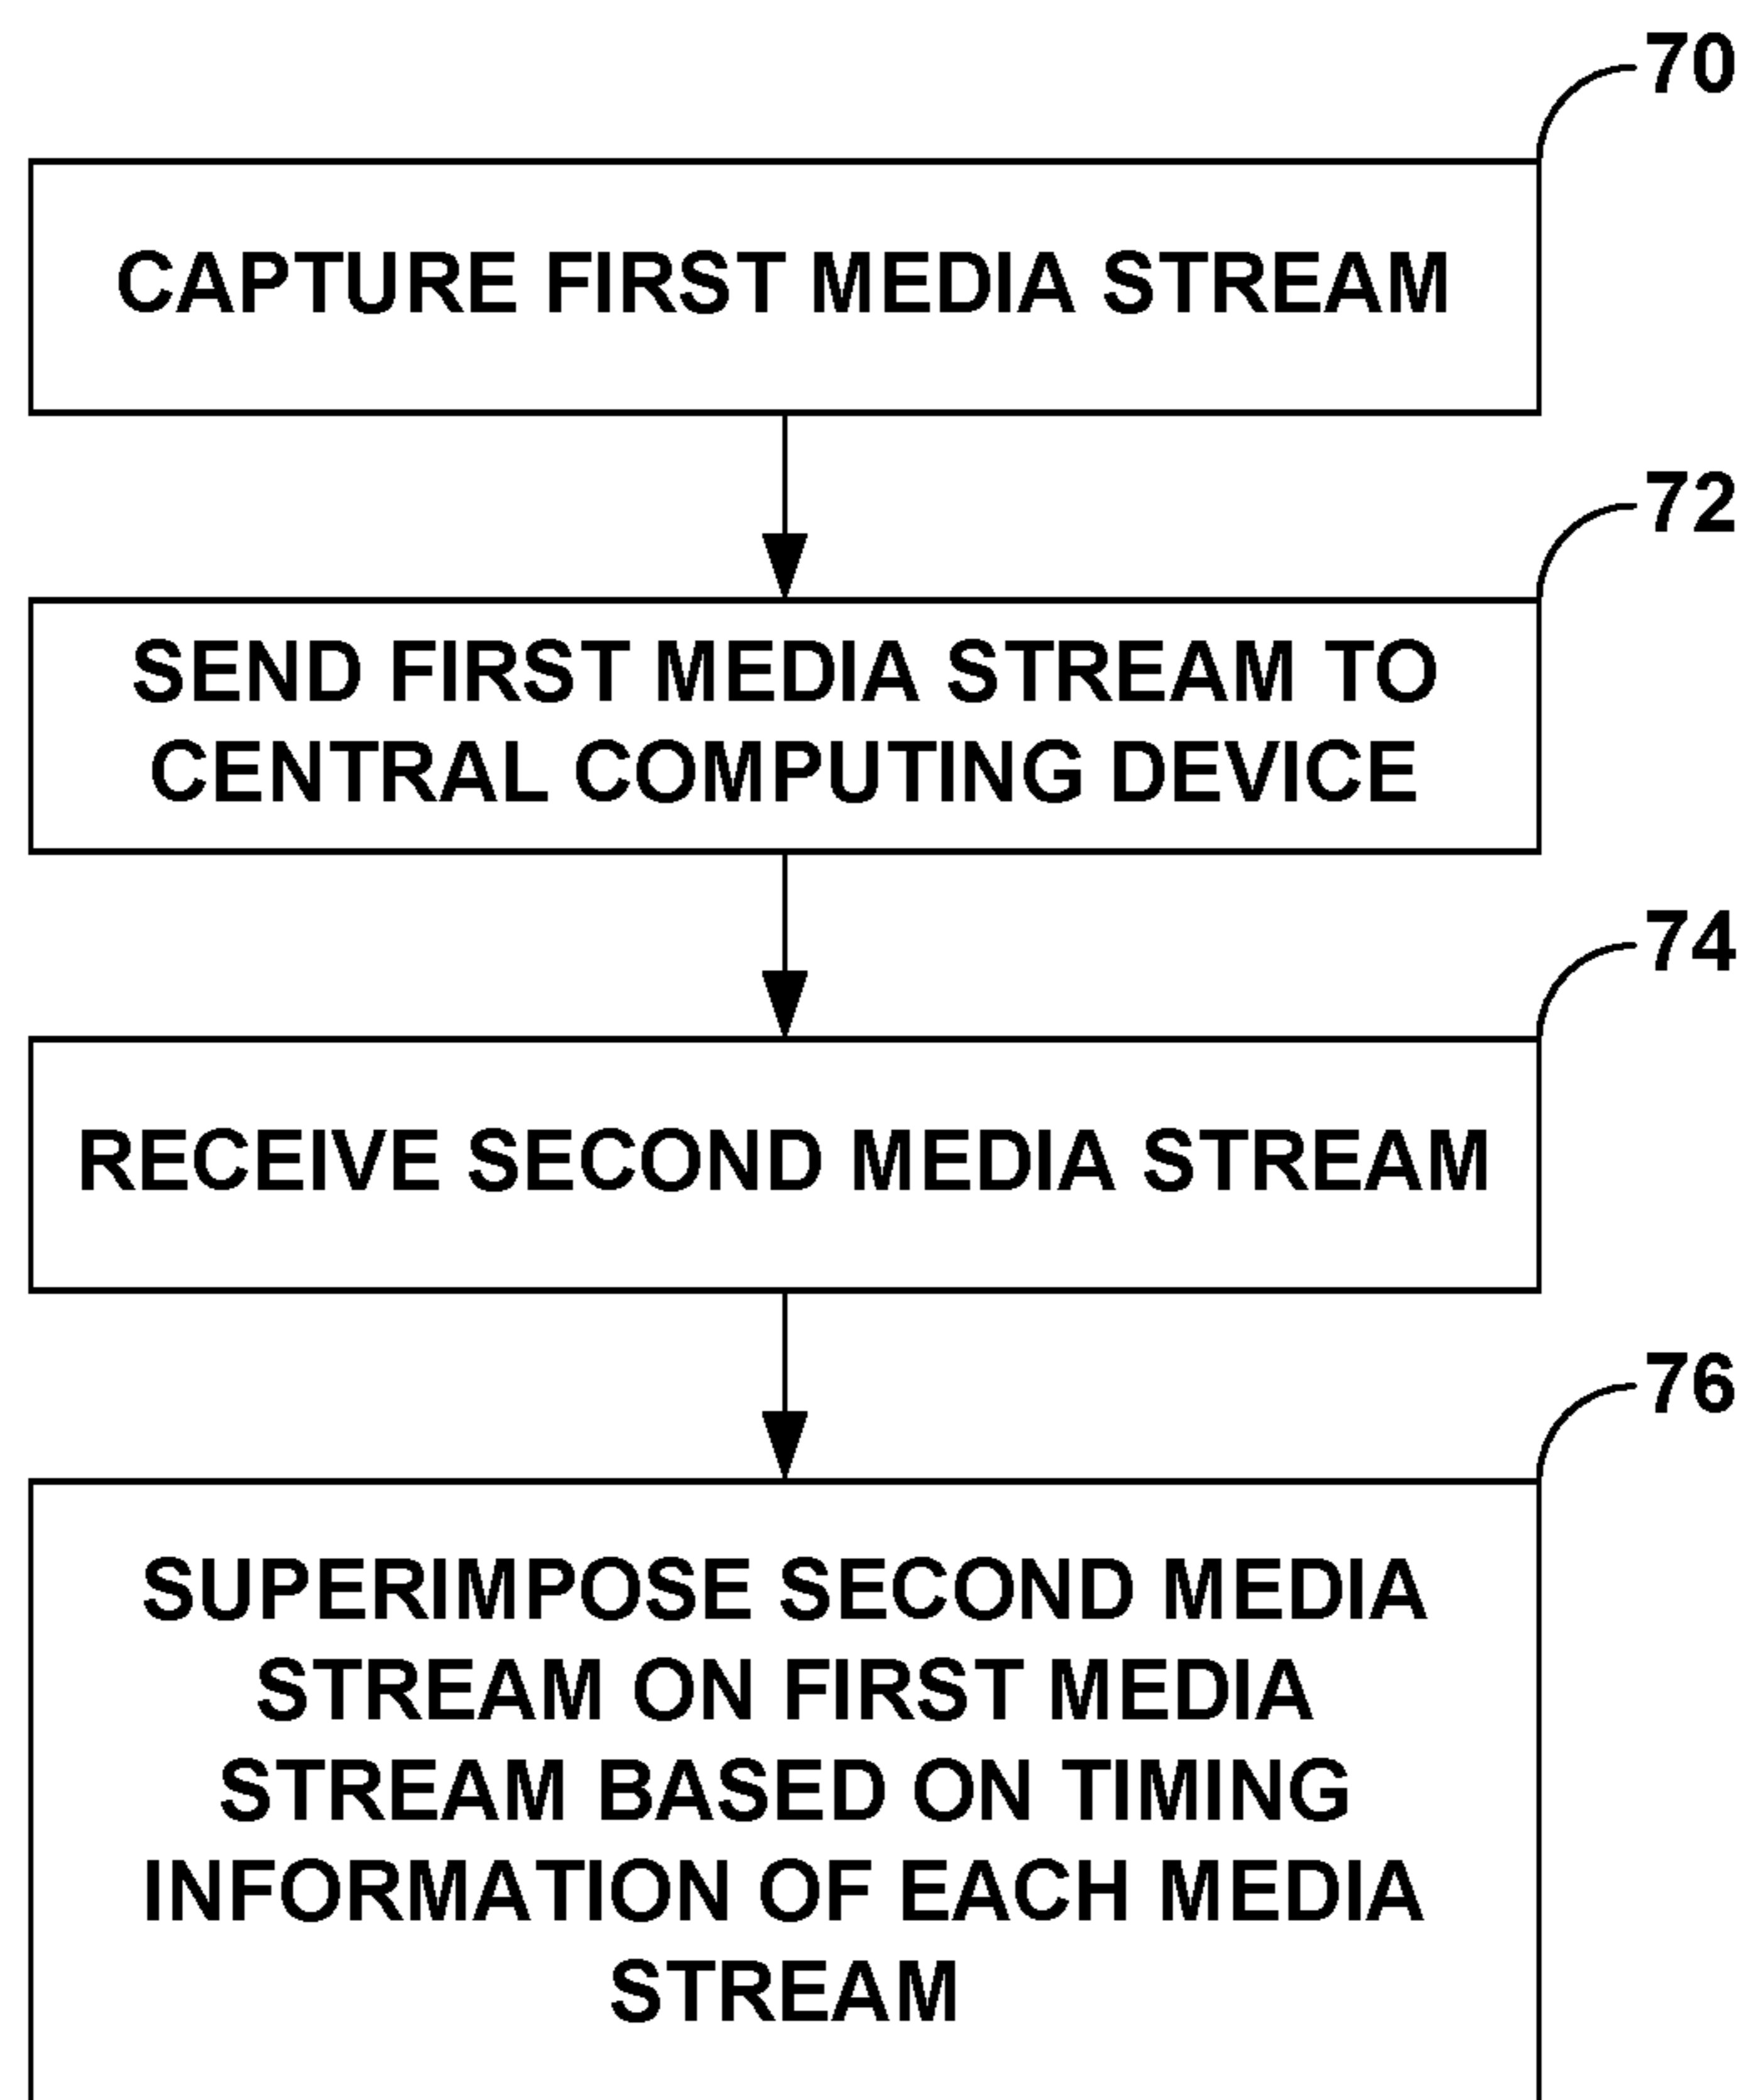 70
CAPTURE FIRST MEDIA STREAM
72
SEND FIRST MEDIA STREAM TO
CENTRAL COMPUTING DEVICE
74
RECEIVE SECOND MEDIA STREAM
76
SUPERIMPOSE SECOND MEDIA
STREAM ON FIRST MEDIA
STREAM BASED ON TIMING
INFORMATION OF EACH MEDIA
STREAM